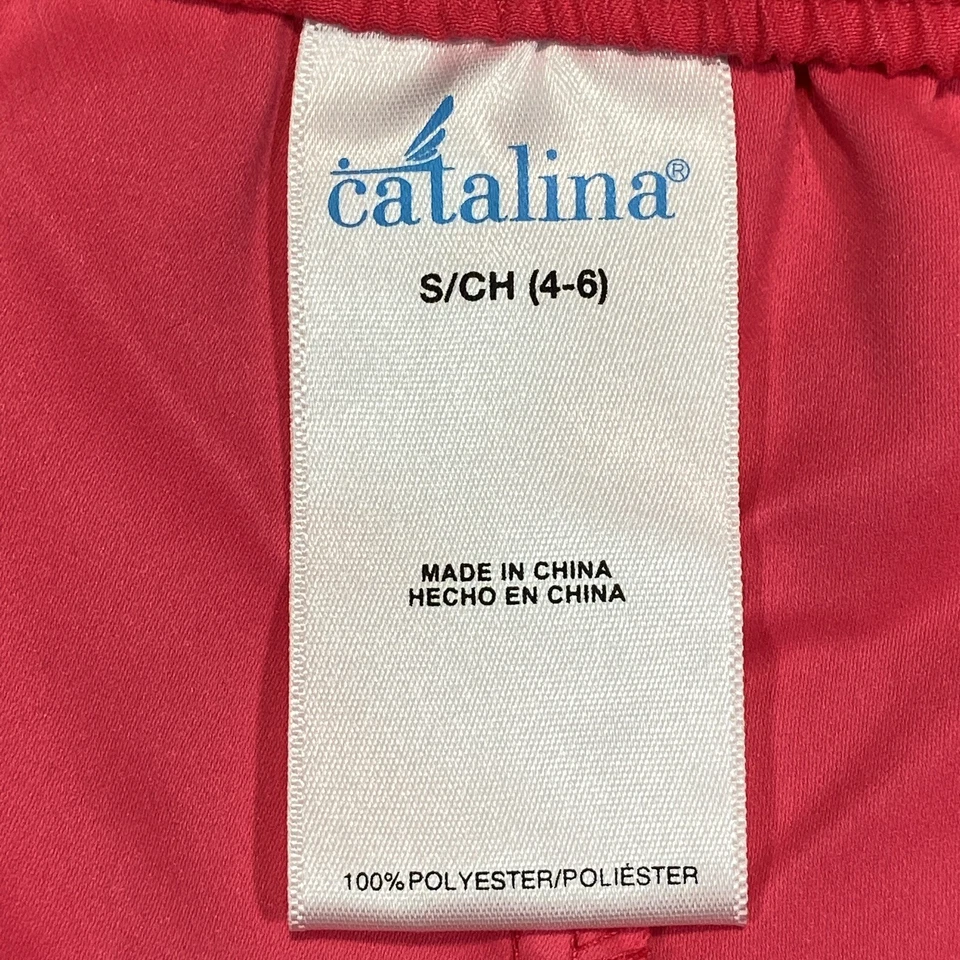 catalina®
S/CH (4-6)
MADE IN CHINA
HECHO EN CHINA
100% POLYESTER/POLIÉSTER